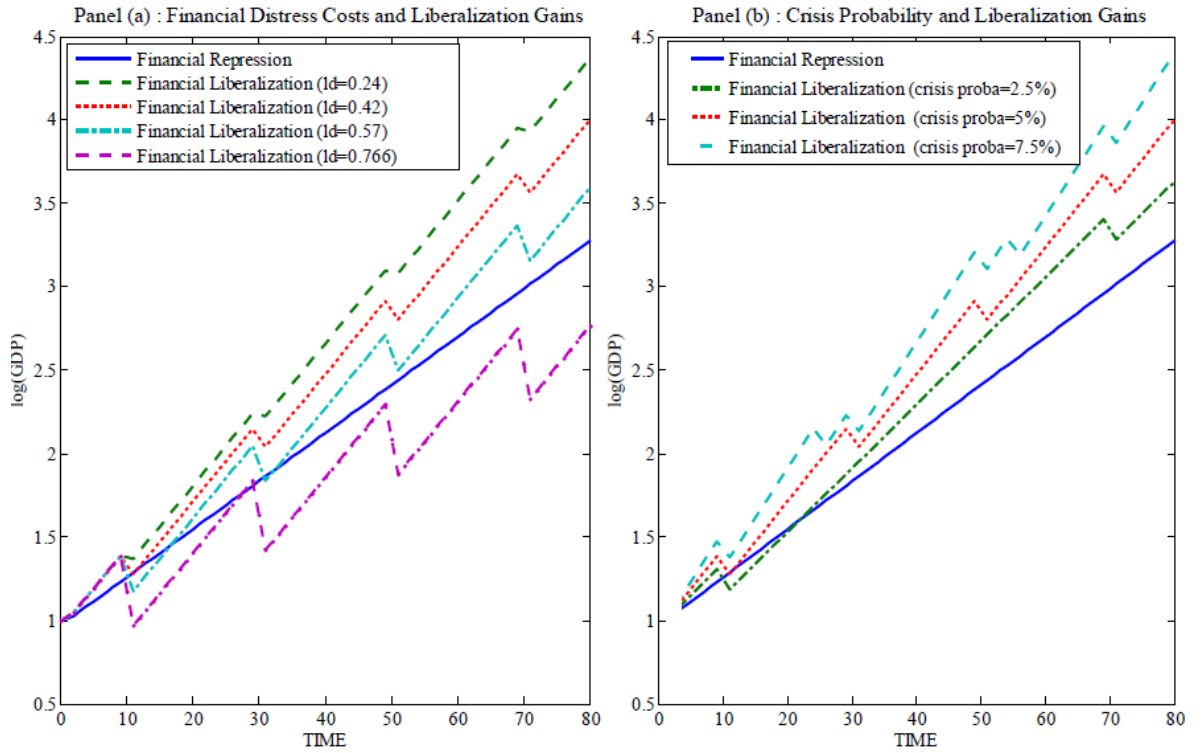 Panel (a) : Financial Distress Costs and Liberalization Gains
4.5
4
3.5
3
2.5
2
1.5
1
0.5
log(GDP)
Financial Repression
Financial Liberalization (ld=0.24)
Financial Liberalization (ld=0.42)
Financial Liberalization (ld=0.57)
Financial Liberalization (ld=0.766)
0 10 20 30 40 50 60 70 80
TIME
Panel (b) : Crisis Probability and Liberalization Gains
4.5
4
3.5
3
2.5
2
1.5
1
0.5
log(GDP)
Financial Repression
Financial Liberalization (crisis proba=2.5%)
Financial Liberalization (crisis proba=5%)
Financial Liberalization (crisis proba=7.5%)
0 10 20 30 40 50 60 70 80
TIME